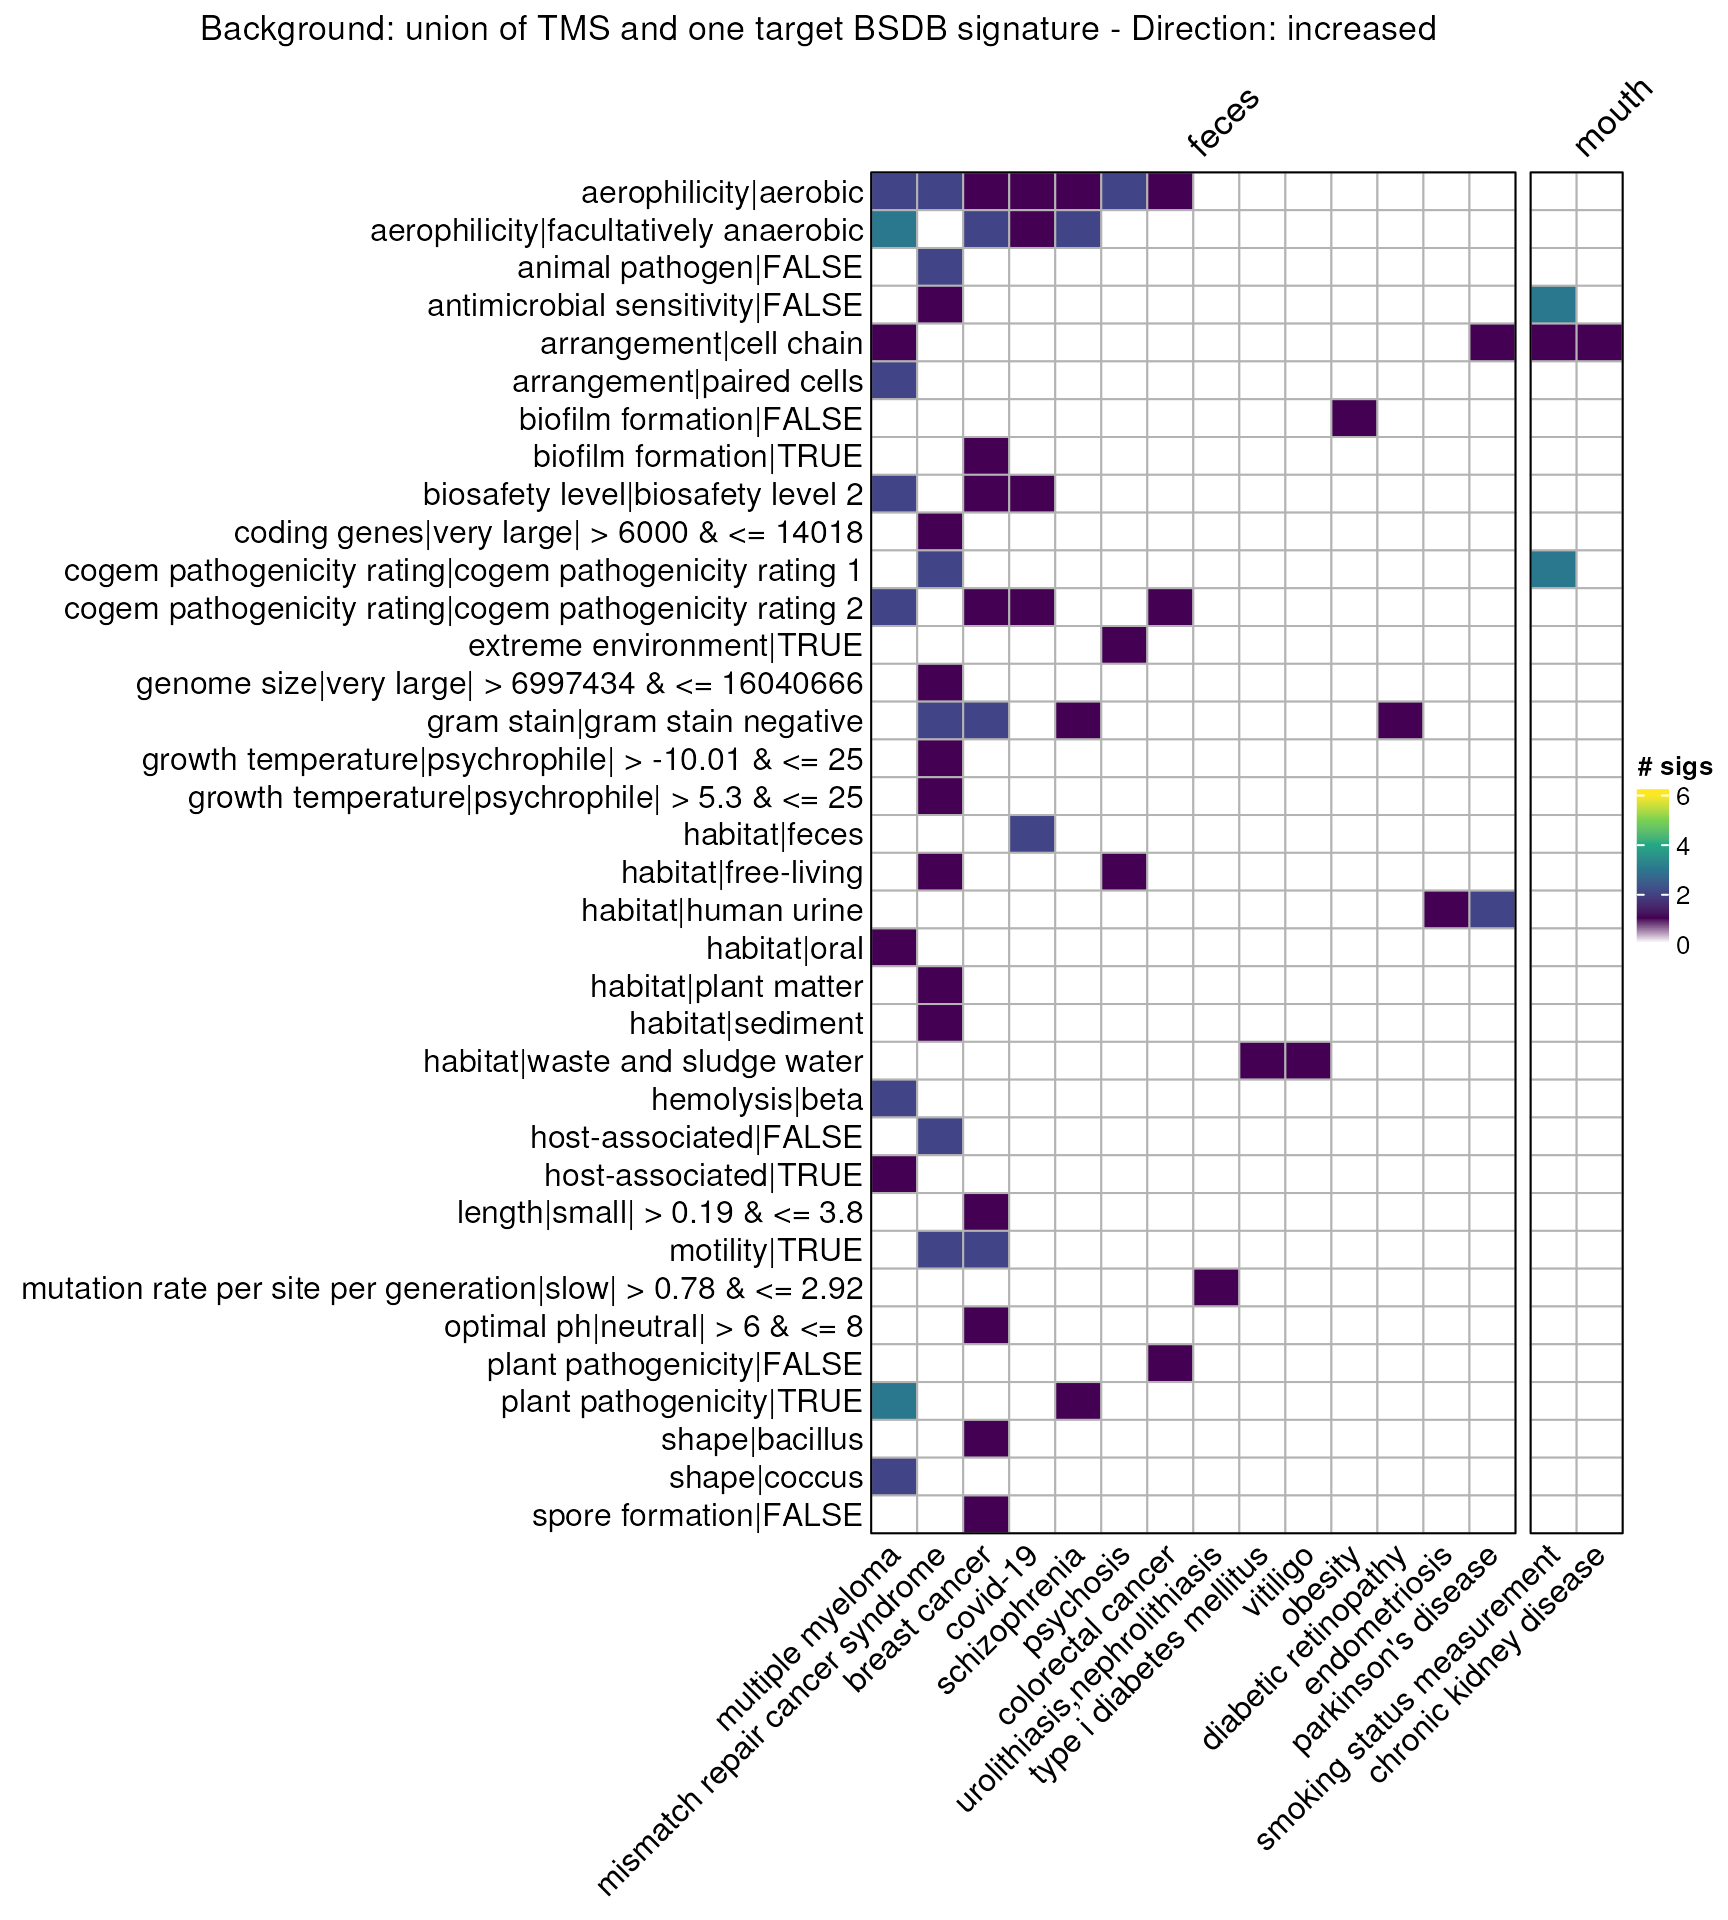 Background: union of TMS and one target BSDB signature - Direction: increased
feces
mouth
aerophilicity|aerobic
aerophilicity|facultatively anaerobic
animal pathogen|FALSE
antimicrobial sensitivity|FALSE
arrangement|cell chain
arrangement|paired cells
biofilm formation|FALSE
biofilm formation|TRUE
biosafety level|biosafety level 2
coding genes|very large| > 6000 & <= 14018
cogem pathogenicity rating|cogem pathogenicity rating 1
cogem pathogenicity rating|cogem pathogenicity rating 2
extreme environment|TRUE
genome size|very large| > 6997434 & <= 16040666
gram stain|gram stain negative
growth temperature|psychrophile| > -10.01 & <= 25
growth temperature|psychrophile| > 5.3 & <= 25
habitat|feces
habitat|free-living
habitat|human urine
habitat|oral
habitat|plant matter
habitat|sediment
habitat|waste and sludge water
hemolysis|beta
host-associated|FALSE
host-associated|TRUE
length|small| > 0.19 & <= 3.8
motility|TRUE
mutation rate per site per generation|slow| > 0.78 & <= 2.92
optimal ph|neutral| > 6 & <= 8
plant pathogenicity|FALSE
plant pathogenicity|TRUE
shape|bacillus
shape|coccus
spore formation|FALSE
# sigs
6
4
2
0
multiple myeloma
mismatch repair cancer syndrome
breast cancer
covid-19
schizophrenia
psychosis
colorectal cancer
urolithiasis,nephrolithiasis
type i diabetes mellitus
vitiligo
obesity
diabetic retinopathy
endometriosis
parkinson's disease
smoking status measurement
chronic kidney disease